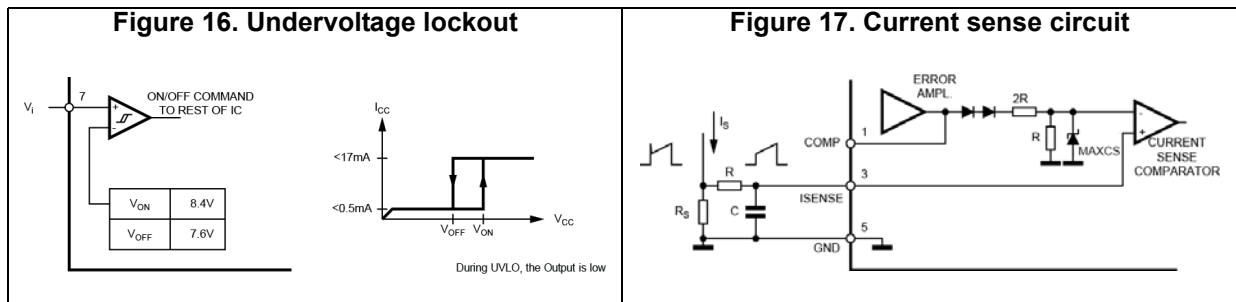 Figure 16. Undervoltage lockout
Vi
7
+
-
ON/OFF COMMAND
TO REST OF IC
VON 8.4V
VOFF 7.6V
ICC
<17mA
<0.5mA
VOFF VON
VCC
During UVLO, the Output is low
Figure 17. Current sense circuit
ERROR
AMPL.
2R
IS
COMP
1
R
MAXCS
-
+
CURRENT
SENSE
COMPARATOR
R
3
ISENSE
RS
C
5
GND